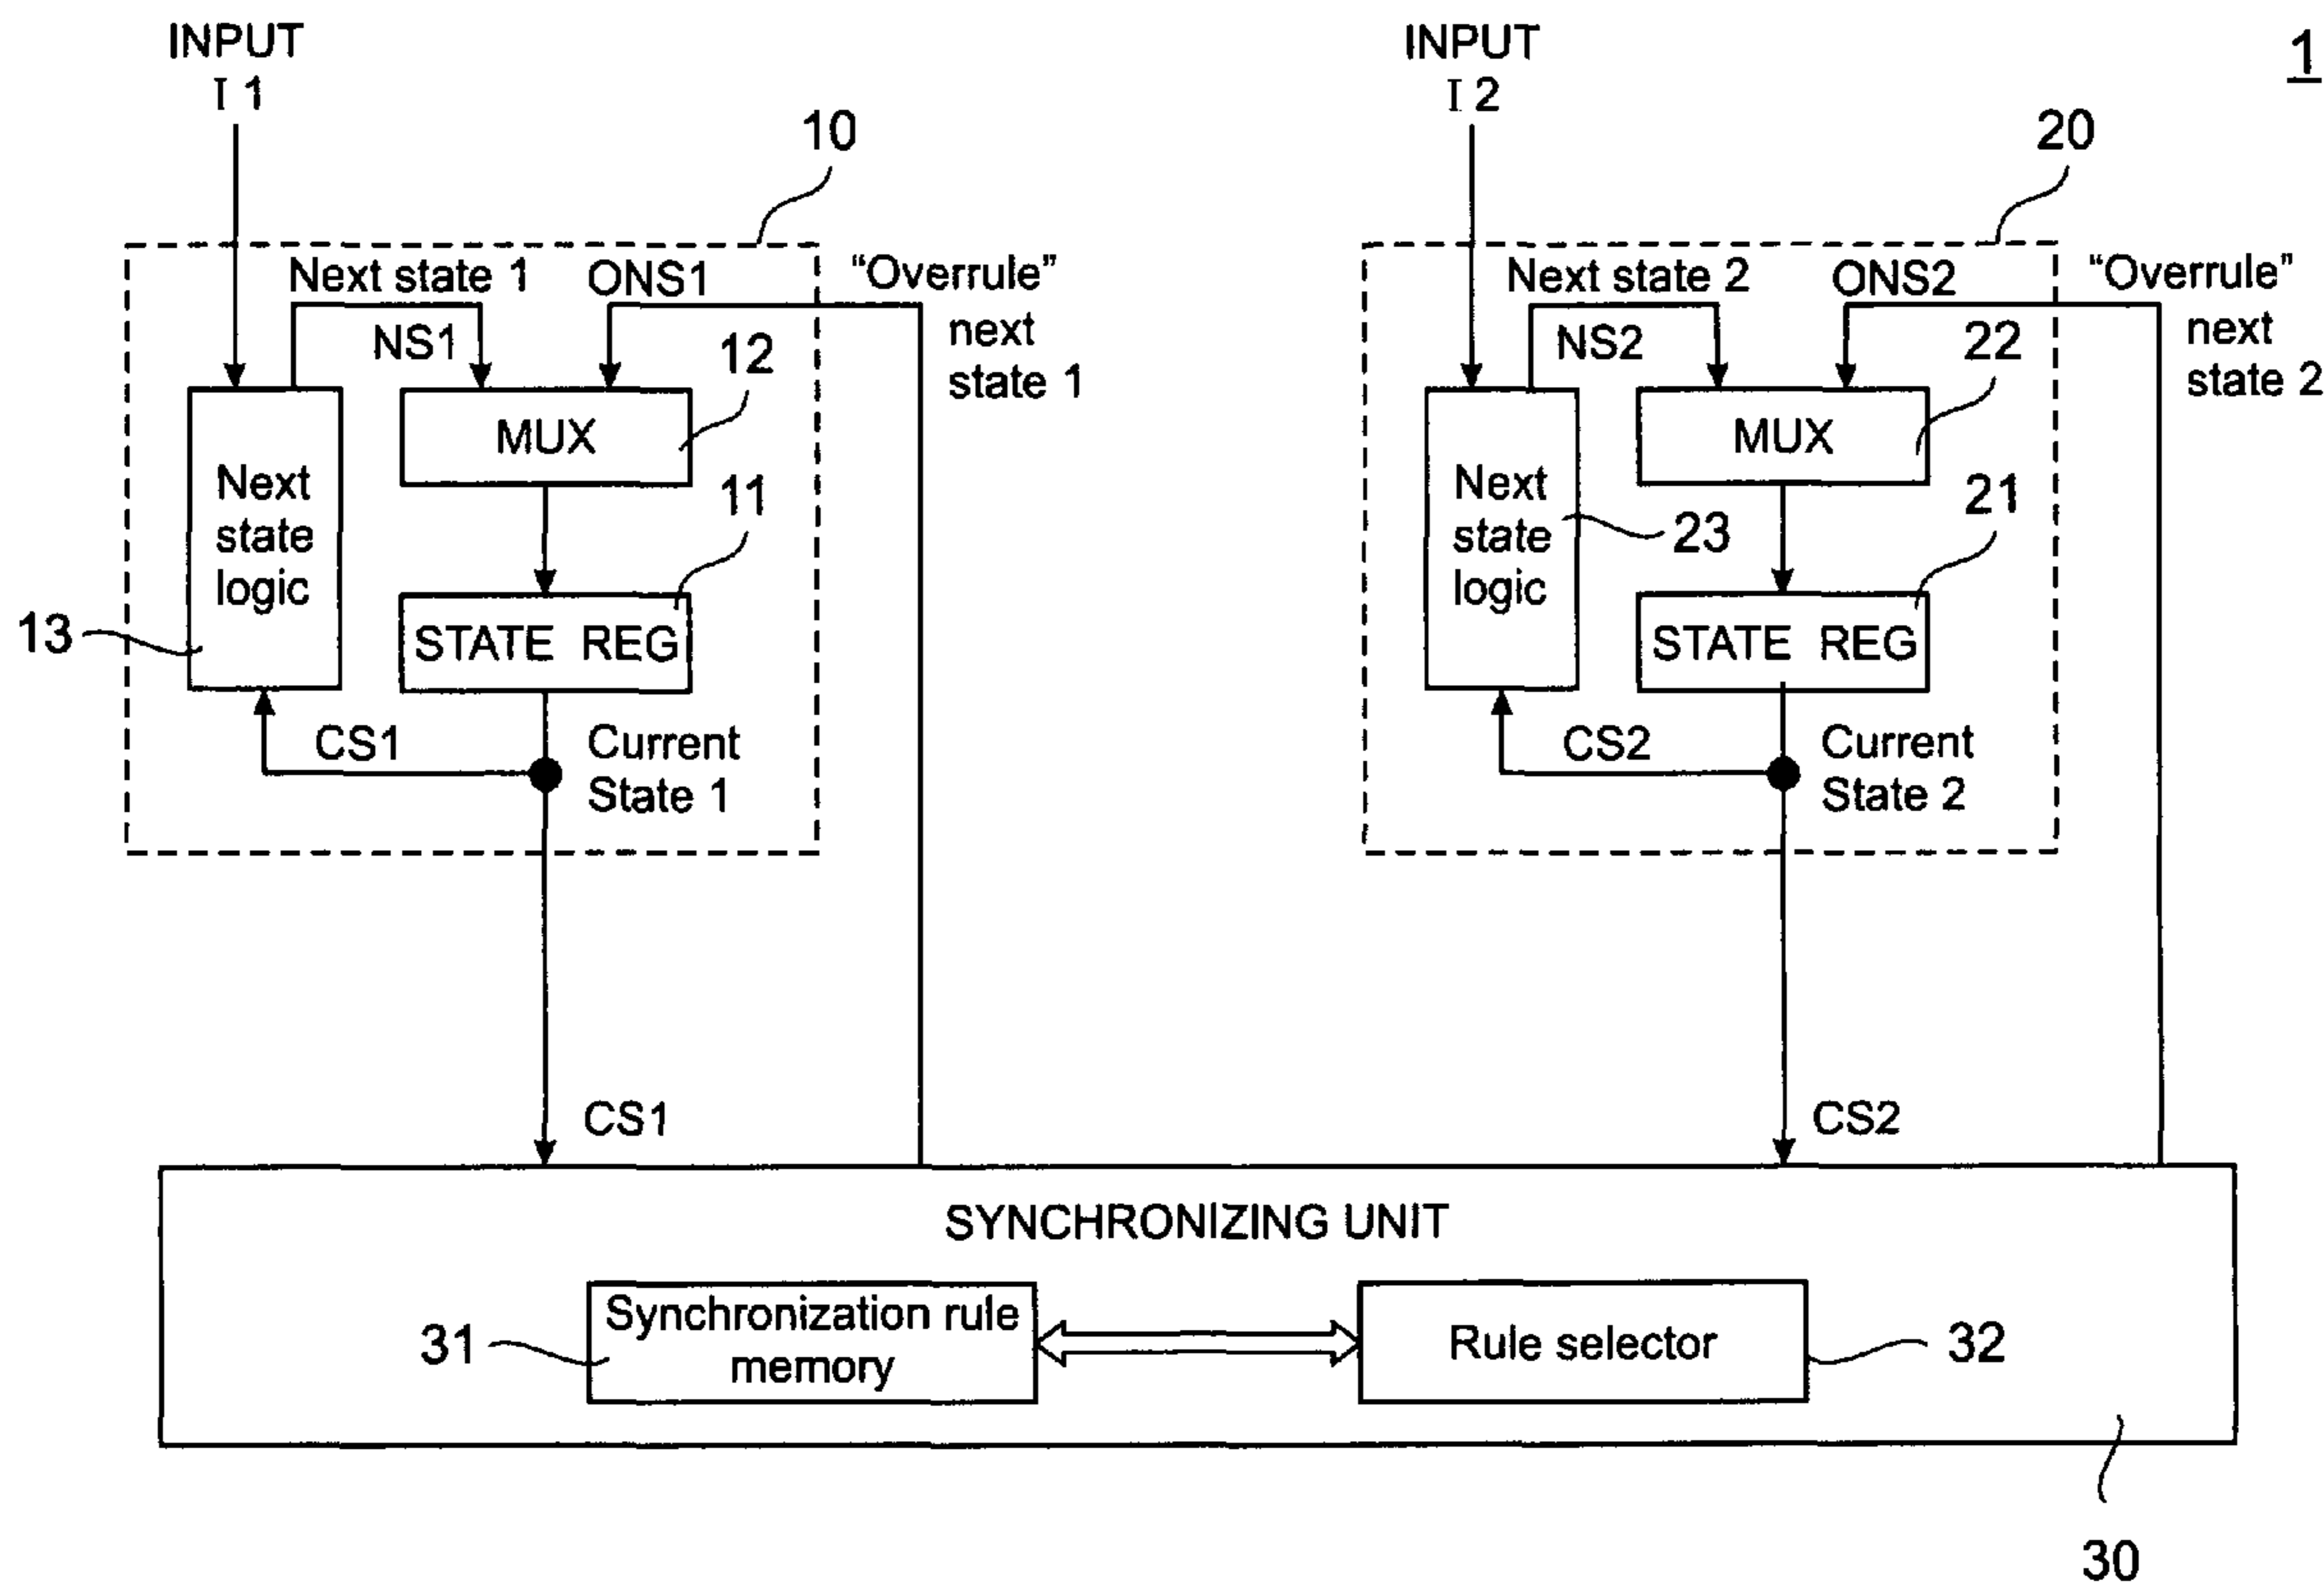 INPUT
I 1
INPUT
I 2
1
10
20
Next state 1
ONS1
"Overrule"
next
state 1
NS1
12
MUX
Next
state
logic
11
13
STATE REG
CS1
Current
State 1
Next state 2
ONS2
"Overrule"
next
state 2
NS2
22
MUX
Next
state
logic
23
21
STATE REG
CS2
Current
State 2
CS1
CS2
SYNCHRONIZING UNIT
31
Synchronization rule
memory
Rule selector
32
30